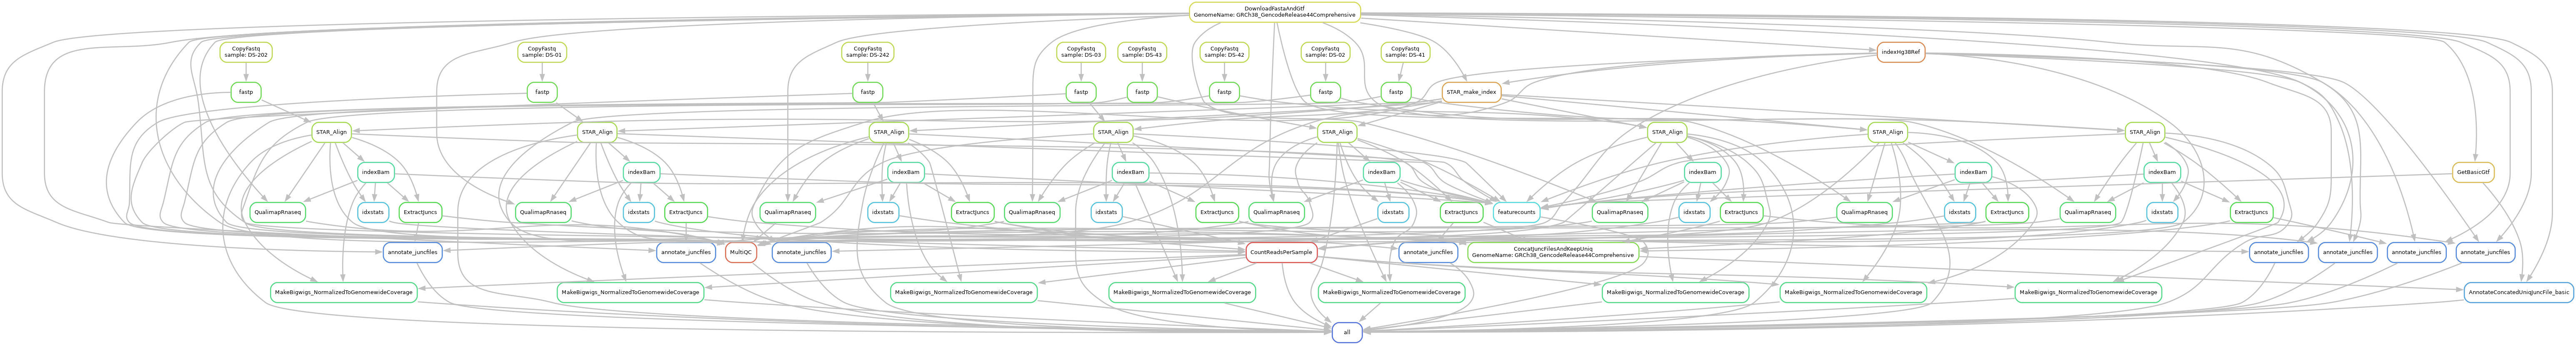 DownloadFastaAndGtf
GenomeName: GRCh38_GencodeRelease44Comprehensive
CopyFastq
sample: DS-202
CopyFastq
sample: DS-01
CopyFastq
sample: DS-242
CopyFastq
sample: DS-03
CopyFastq
sample: DS-43
CopyFastq
sample: DS-42
CopyFastq
sample: DS-02
CopyFastq
sample: DS-41
indexHg38Ref
fastp
fastp
fastp
fastp
fastp
fastp
fastp
fastp
STAR_make_index
STAR_Align
STAR_Align
STAR_Align
STAR_Align
STAR_Align
STAR_Align
STAR_Align
STAR_Align
indexBam
indexBam
indexBam
indexBam
indexBam
indexBam
indexBam
indexBam
GetBasicGtf
QualimapRnaseq
idxstats
ExtractJuncs
QualimapRnaseq
idxstats
ExtractJuncs
QualimapRnaseq
idxstats
ExtractJuncs
QualimapRnaseq
idxstats
ExtractJuncs
QualimapRnaseq
idxstats
ExtractJuncs
featurecounts
QualimapRnaseq
idxstats
ExtractJuncs
QualimapRnaseq
idxstats
ExtractJuncs
QualimapRnaseq
idxstats
ExtractJuncs
annotate_juncfiles
annotate_juncfiles
MultiQC
annotate_juncfiles
CountReadsPerSample
annotate_juncfiles
ConcatJuncFilesAndKeepUniq
GenomeName: GRCh38_GencodeRelease44Comprehensive
annotate_juncfiles
annotate_juncfiles
annotate_juncfiles
annotate_juncfiles
MakeBigwigs_NormalizedToGenomewideCoverage
MakeBigwigs_NormalizedToGenomewideCoverage
MakeBigwigs_NormalizedToGenomewideCoverage
MakeBigwigs_NormalizedToGenomewideCoverage
MakeBigwigs_NormalizedToGenomewideCoverage
MakeBigwigs_NormalizedToGenomewideCoverage
MakeBigwigs_NormalizedToGenomewideCoverage
MakeBigwigs_NormalizedToGenomewideCoverage
AnnotateConcatedUniqJuncFile_basic
all